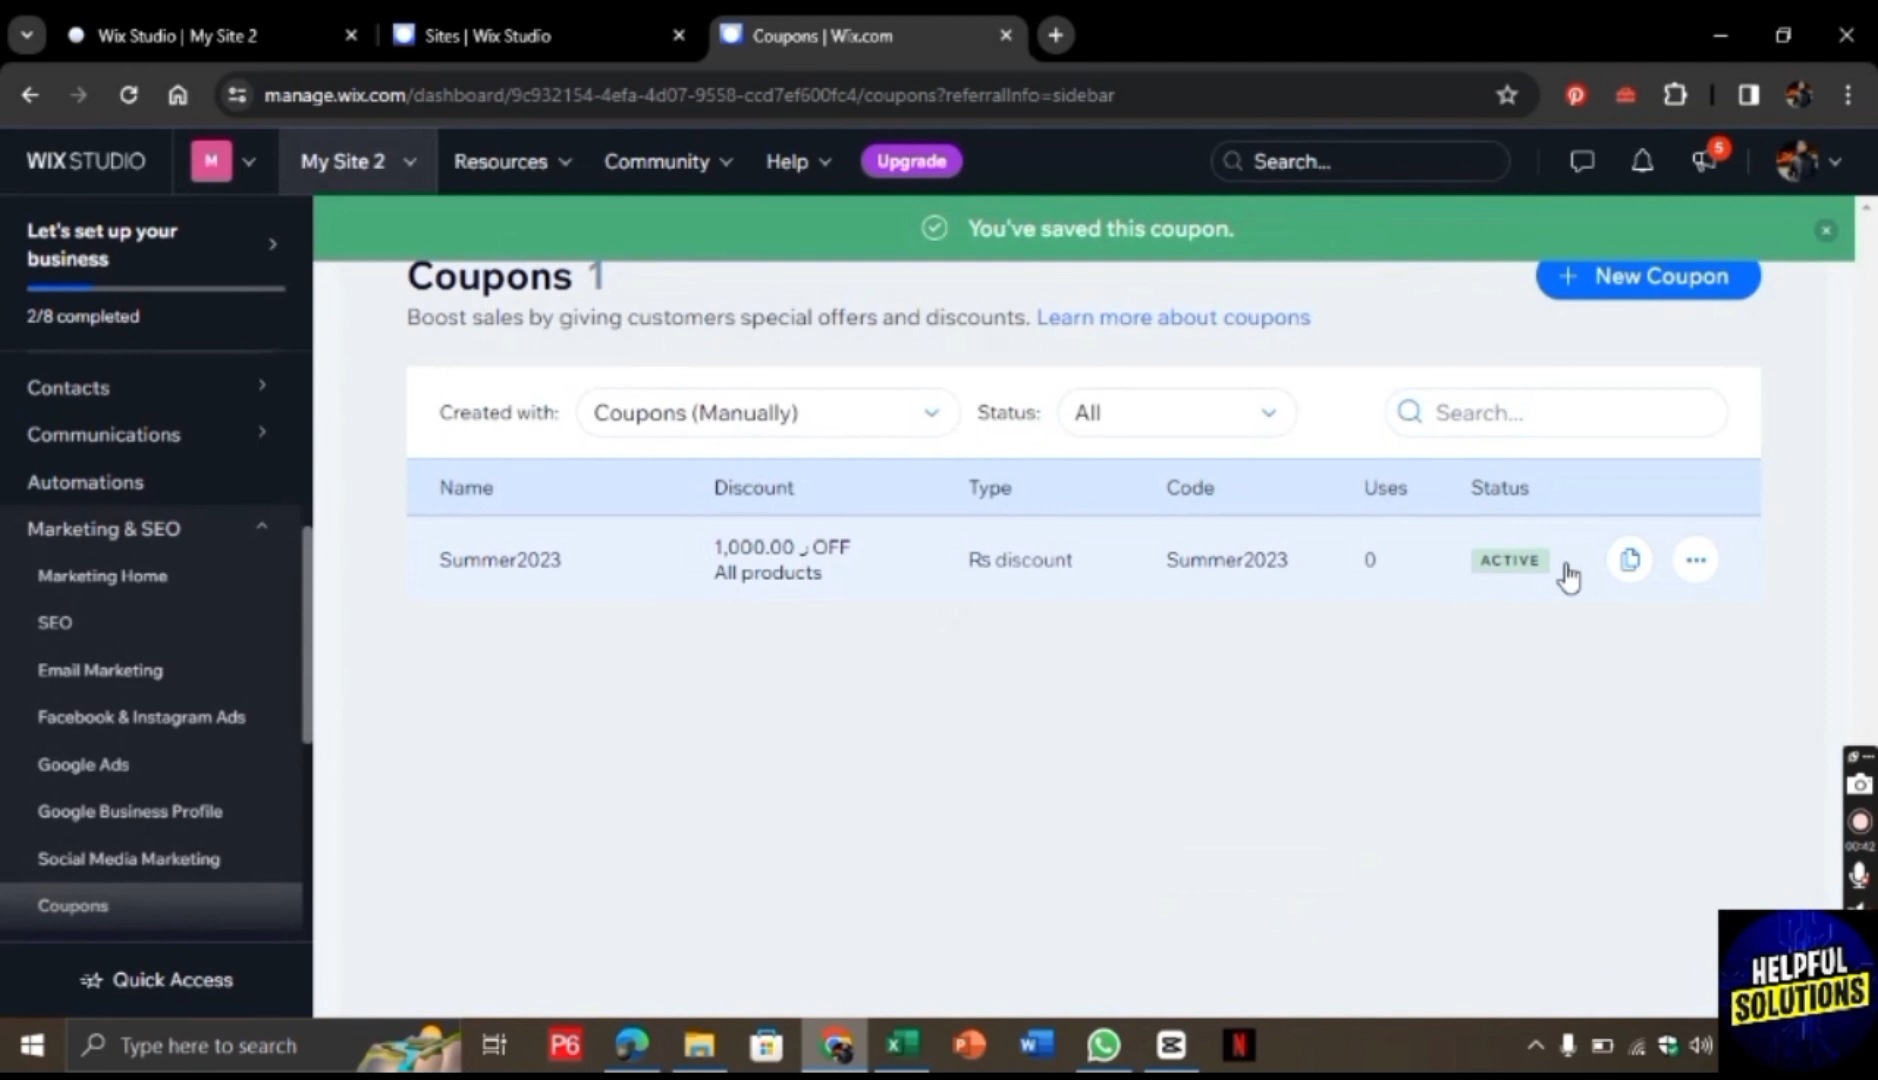 Wix Studio | My Site 2
Sites | Wix Studio
Coupons | Wix.com
manage.wix.com/dashboard/9c932154-4efa-4d07-9558-ccd7ef600fc4/coupons?referralInfo=sidebar
WIX STUDIO
M
My Site 2
Resources
Community
Help
Upgrade
Search...
5
Let's set up your
business
2/8 completed
Contacts
Communications
Automations
Marketing & SEO
Marketing Home
SEO
Email Marketing
Facebook & Instagram Ads
Google Ads
Google Business Profile
Social Media Marketing
Coupons
Quick Access
You've saved this coupon.
Coupons 1
+ New Coupon
Boost sales by giving customers special offers and discounts. Learn more about coupons
Created with: Coupons (Manually) Status: All Search...
Name Discount Type Code Uses Status
Summer2023 1,000.00 ر OFF Rs discount Summer2023 0 ACTIVE
All products
00:42
HELPFUL
SOLUTIONS
Type here to search
P6